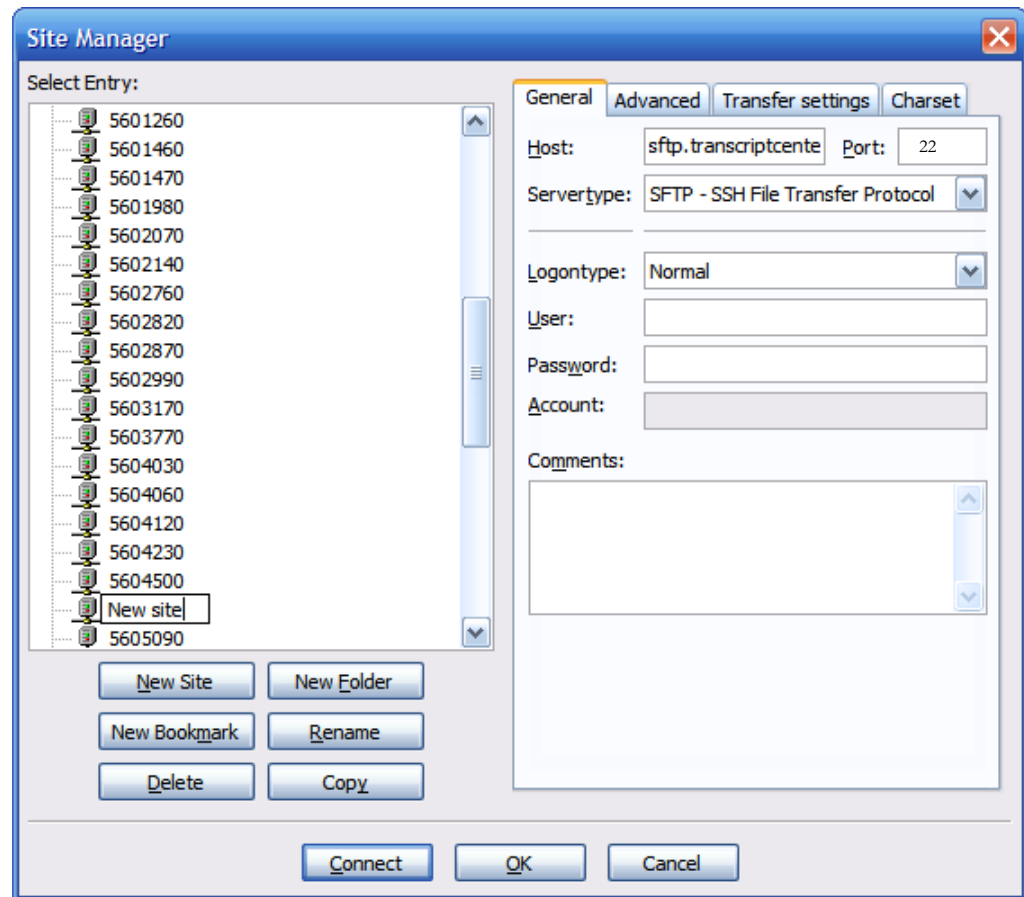 Site Manager
Select Entry:
5601260
5601460
5601470
5601980
5602070
5602140
5602760
5602820
5602870
5602990
5603170
5603770
5604030
5604060
5604120
5604230
5604500
New site
5605090
New Site
New Folder
New Bookmark
Rename
Delete
Copy
General
Advanced
Transfer settings
Charset
Host:
sftp.transcriptcente
Port:
22
Servertype:
SFTP - SSH File Transfer Protocol
Logontype:
Normal
User:
Password:
Account:
Comments:
Connect
OK
Cancel